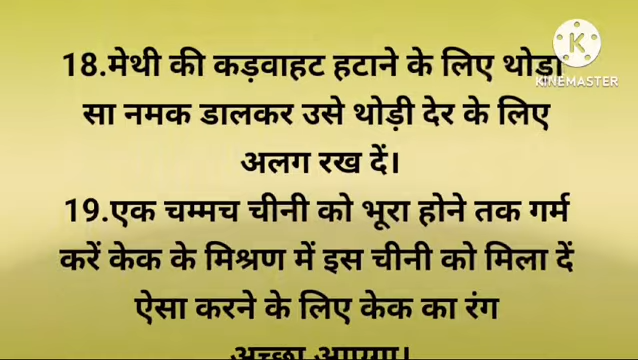 K
KINEMASTER
18.मेथी की कड़वाहट हटाने के लिए थोड़ा
सा नमक डालकर उसे थोड़ी देर के लिए
अलग रख दें।
19.एक चम्मच चीनी को भूरा होने तक गर्म
करें केक के मिश्रण में इस चीनी को मिला दें
ऐसा करने के लिए केक का रंग
अच्छा आएगा।